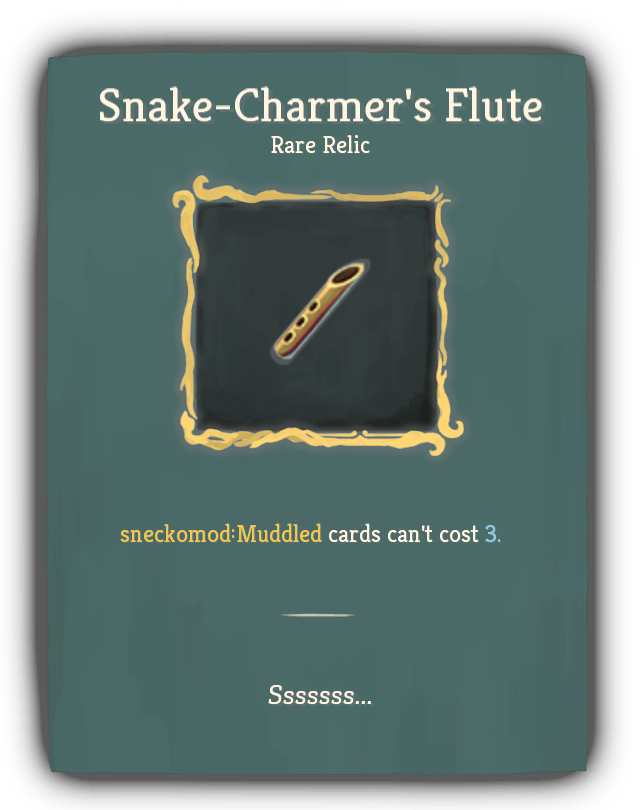 Snake-Charmer's Flute
Rare Relic
sneckomod:Muddled cards can't cost 3.
Sssssss...